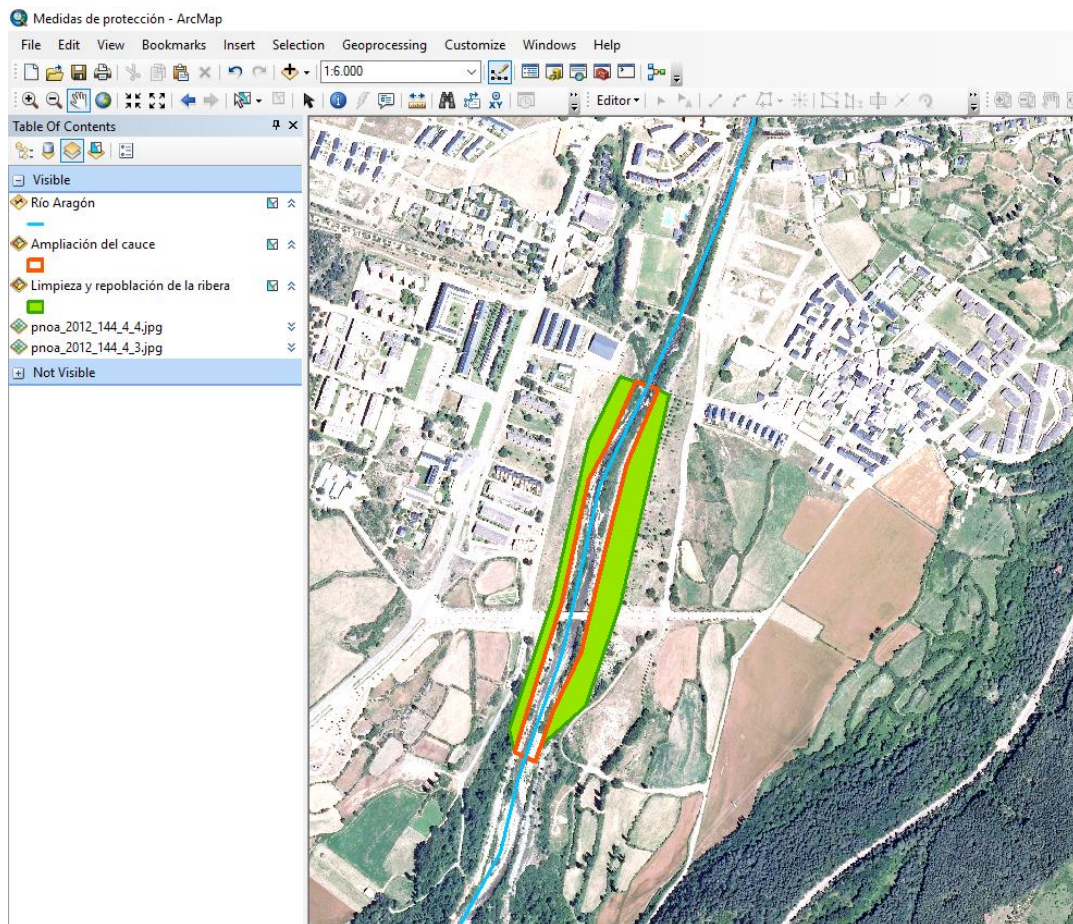 Medidas de protección - ArcMap
File Edit View Bookmarks Insert Selection Geoprocessing Customize Windows Help
1:6.000
Editor
Table Of Contents
Visible
Río Aragón
Ampliación del cauce
Limpieza y repoblación de la ribera
pnoa_2012_144_4_4.jpg
pnoa_2012_144_4_3.jpg
Not Visible